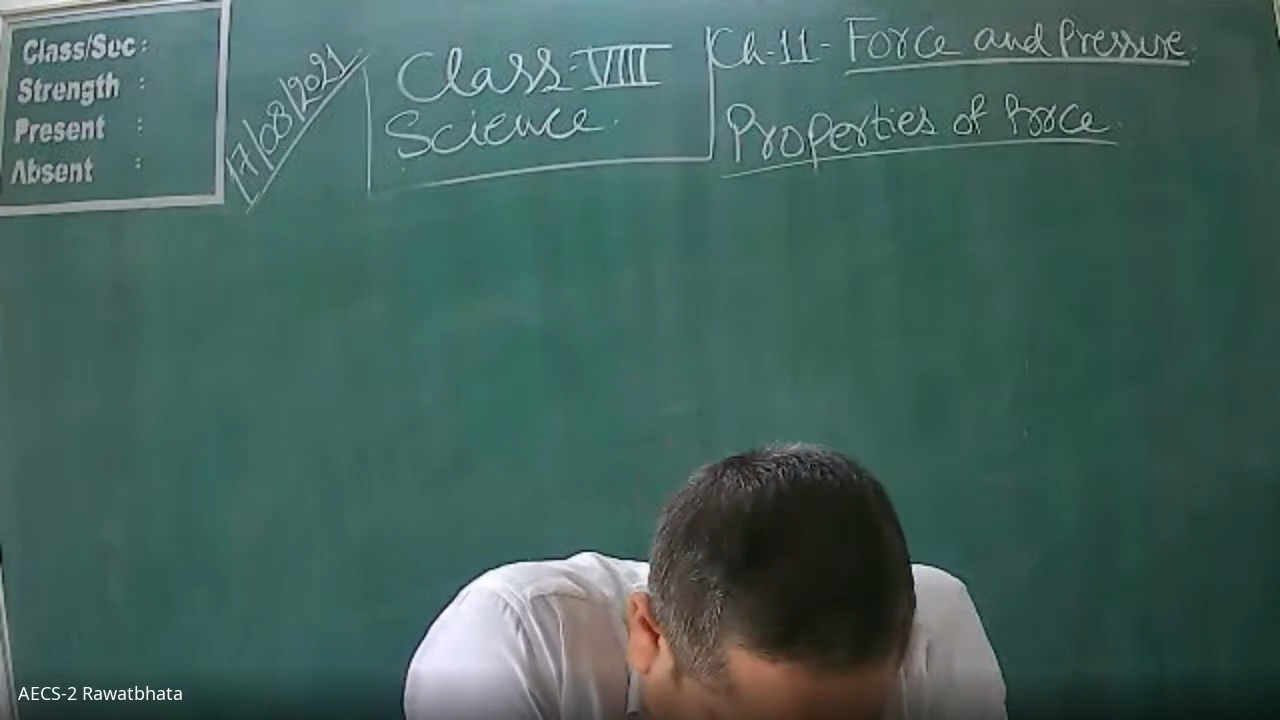 Class/Sec :
Strength :
Present :
Absent :
17/08/2021
Class-VIII
Science.
Ch-11- Force and Pressure.
Properties of Force.
AECS-2 Rawatbhata